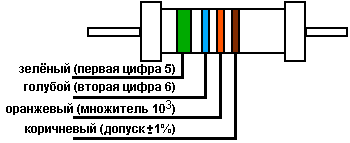 зелёный (первая цифра 5)
голубой (вторая цифра 6)
оранжевый (множитель 10³)
коричневый (допуск ±1%)